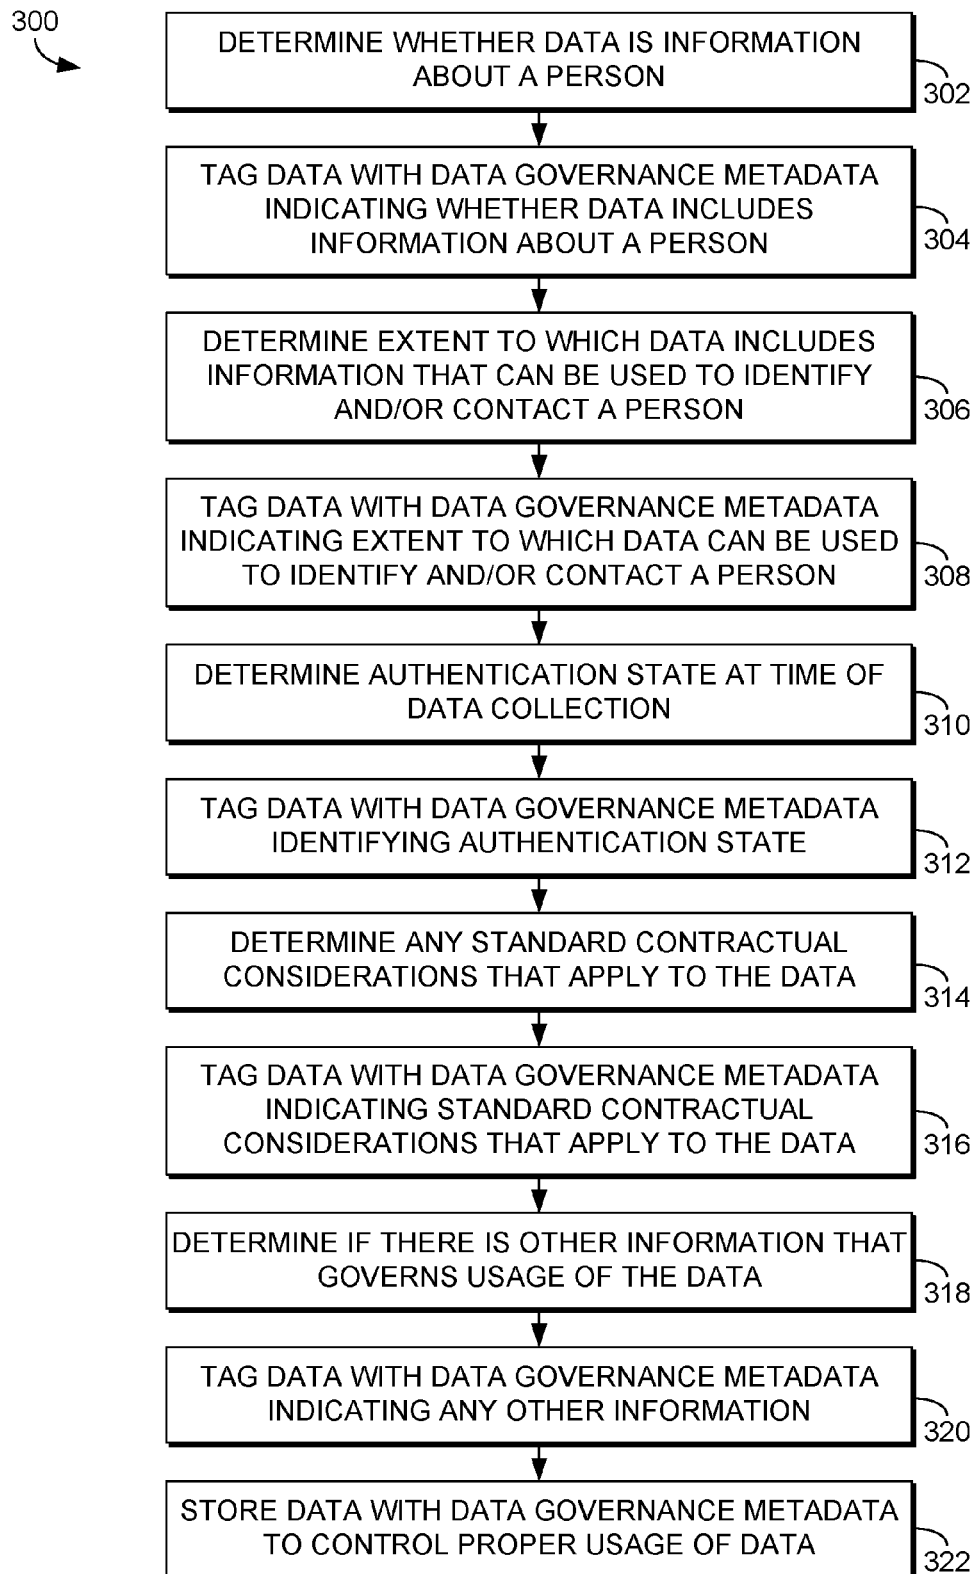 300
DETERMINE WHETHER DATA IS INFORMATION
ABOUT A PERSON
302
TAG DATA WITH DATA GOVERNANCE METADATA
INDICATING WHETHER DATA INCLUDES
INFORMATION ABOUT A PERSON
304
DETERMINE EXTENT TO WHICH DATA INCLUDES
INFORMATION THAT CAN BE USED TO IDENTIFY
AND/OR CONTACT A PERSON
306
TAG DATA WITH DATA GOVERNANCE METADATA
INDICATING EXTENT TO WHICH DATA CAN BE USED
TO IDENTIFY AND/OR CONTACT A PERSON
308
DETERMINE AUTHENTICATION STATE AT TIME OF
DATA COLLECTION
310
TAG DATA WITH DATA GOVERNANCE METADATA
IDENTIFYING AUTHENTICATION STATE
312
DETERMINE ANY STANDARD CONTRACTUAL
CONSIDERATIONS THAT APPLY TO THE DATA
314
TAG DATA WITH DATA GOVERNANCE METADATA
INDICATING STANDARD CONTRACTUAL
CONSIDERATIONS THAT APPLY TO THE DATA
316
DETERMINE IF THERE IS OTHER INFORMATION THAT
GOVERNS USAGE OF THE DATA
318
TAG DATA WITH DATA GOVERNANCE METADATA
INDICATING ANY OTHER INFORMATION
320
STORE DATA WITH DATA GOVERNANCE METADATA
TO CONTROL PROPER USAGE OF DATA
322